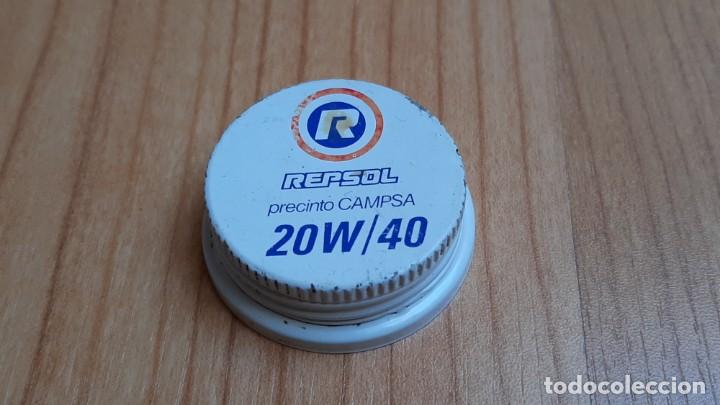 R
REPSOL
precinto CAMPSA
20W/40
todocoleccion